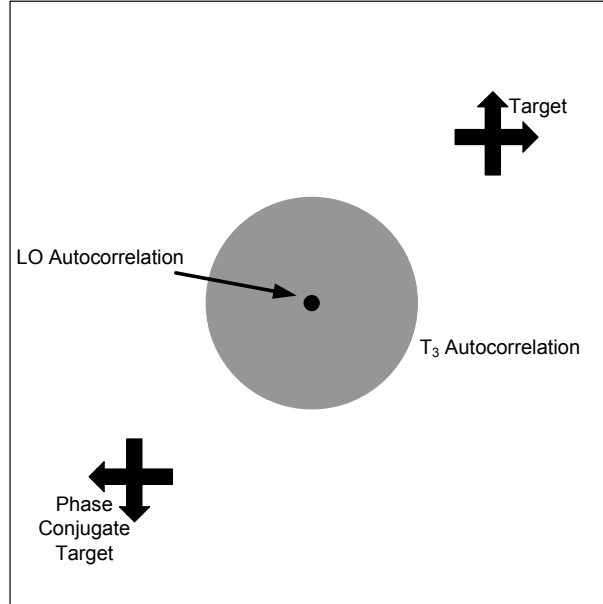 Target
LO Autocorrelation
T₃ Autocorrelation
Phase
Conjugate
Target